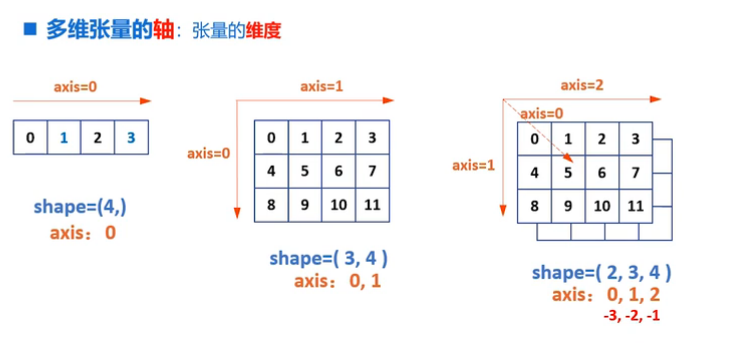 ■ 多维张量的轴：张量的维度
axis=0
0 1 2 3
shape=(4,)
axis：0
axis=1
axis=0
0 1 2 3
4 5 6 7
8 9 10 11
shape=( 3, 4 )
axis：0, 1
axis=2
axis=0
axis=1
0 1 2 3
4 5 6 7
8 9 10 11
shape=( 2, 3, 4 )
axis：0, 1, 2
-3, -2, -1